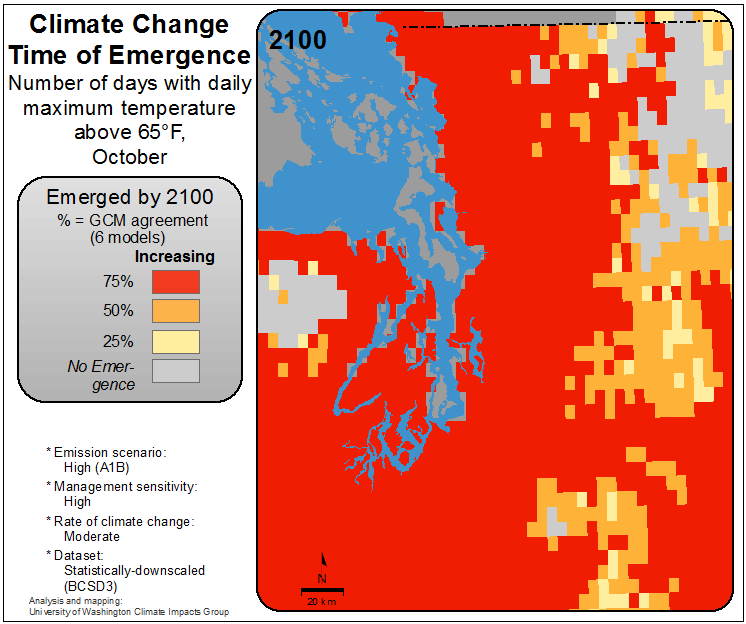 Climate Change
Time of Emergence
Number of days with daily
maximum temperature
above 65°F,
October
Emerged by 2100
% = GCM agreement
(6 models)
Increasing
75%
50%
25%
No Emer-
gence
* Emission scenario:
High (A1B)
* Management sensitivity:
High
* Rate of climate change:
Moderate
* Dataset:
Statistically-downscaled
(BCSD3)
Analysis and mapping:
University of Washington Climate Impacts Group
2100
N
20 km